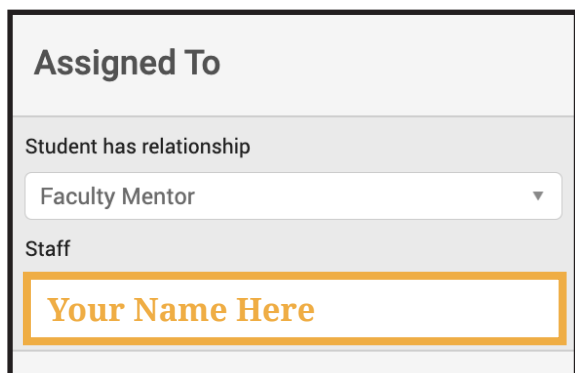 Assigned To
Student has relationship
Faculty Mentor
Staff
Your Name Here